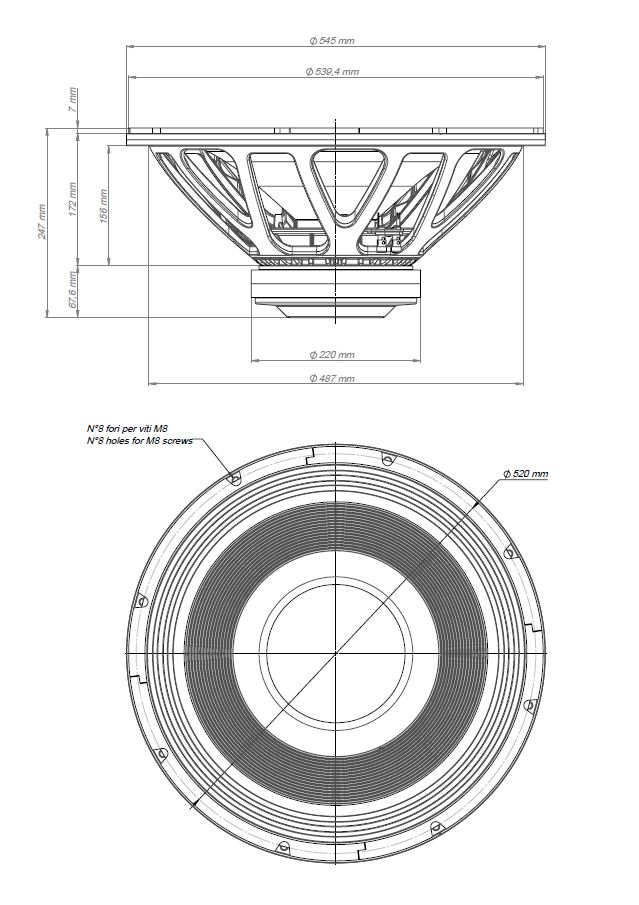 Φ 545 mm
Φ 539,4 mm
7 mm
247 mm
172 mm
156 mm
67,6 mm
Φ 220 mm
Φ 487 mm
N°8 fori per viti M8
N°8 holes for M8 screws
Φ 520 mm